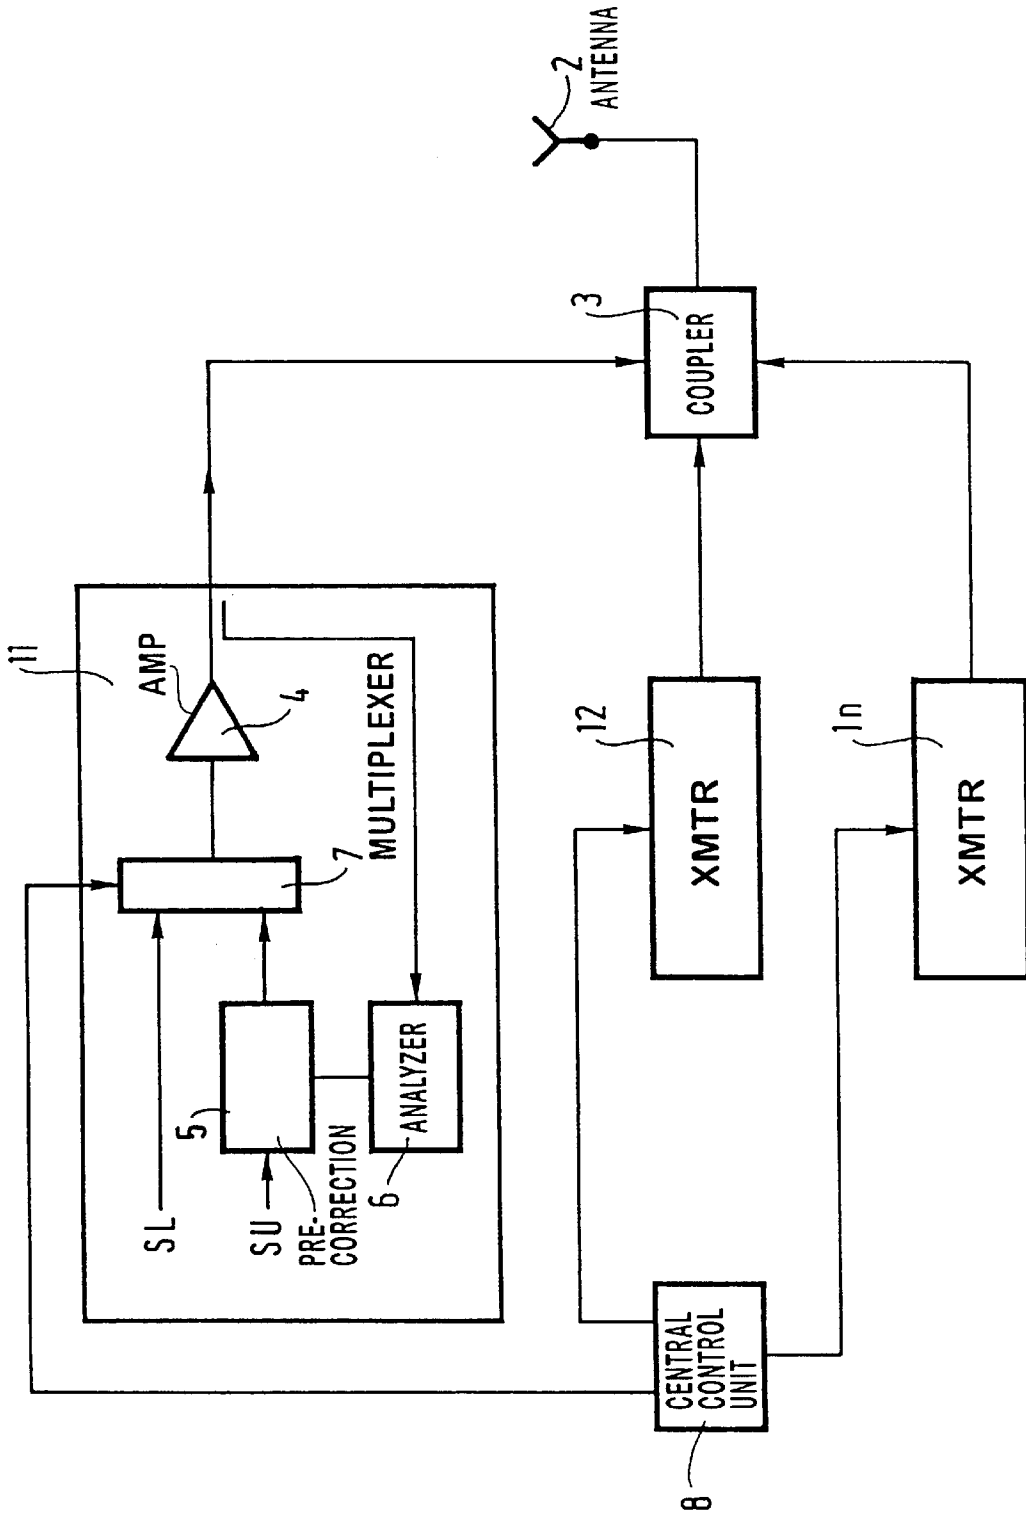 11
AMP
4
7
MULTIPLEXER
SL
SU
5
PRE-
CORRECTION
6
ANALYZER
2
ANTENNA
3
COUPLER
12
XMTR
1n
XMTR
CENTRAL
CONTROL
UNIT
8